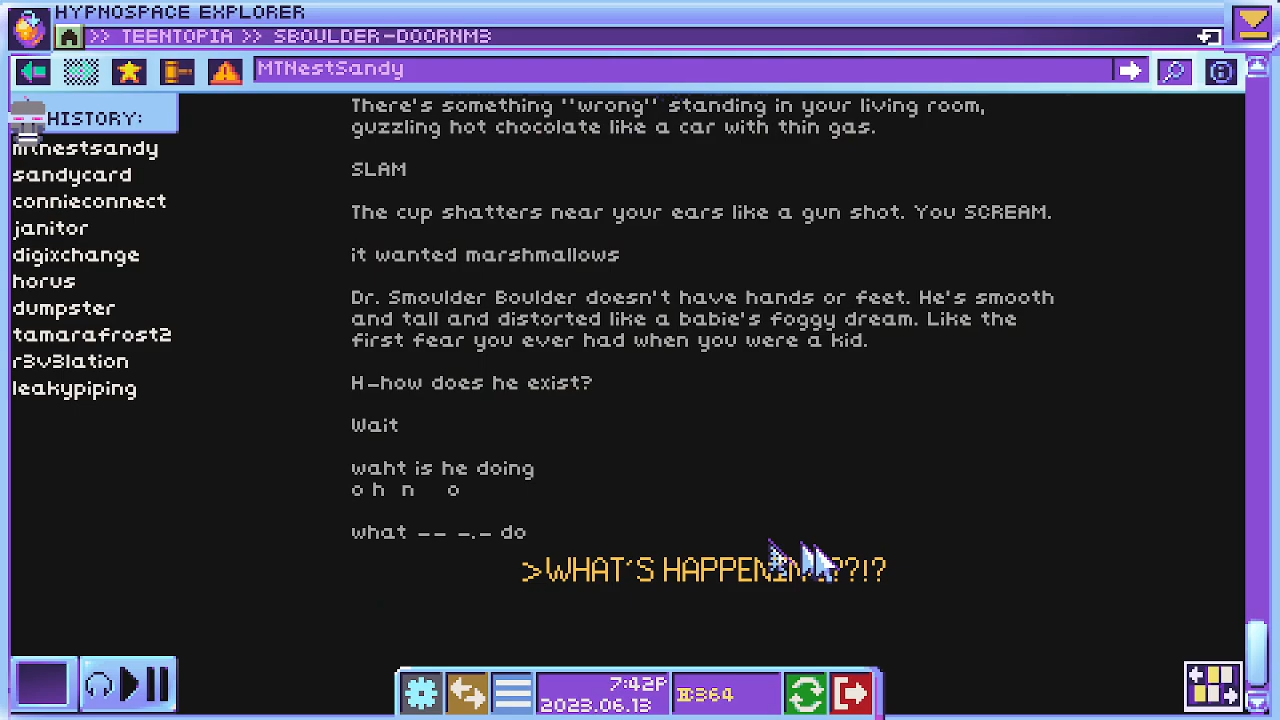 HYPNOSPACE EXPLORER
>> TEENTOPIA >> SBOULDER-DOORNM3
MTNestSandy
HISTORY:
mtnestsandy
sandycard
connieconnect
janitor
digixchange
horus
dumpster
tamarafrost2
r3v3lation
leakypiping
There's something "wrong" standing in your living room,
guzzling hot chocolate like a car with thin gas.
SLAM
The cup shatters near your ears like a gun shot. You SCREAM.
it wanted marshmallows
Dr. Smoulder Boulder doesn't have hands or feet. He's smooth
and tall and distorted like a babie's foggy dream. Like the
first fear you ever had when you were a kid.
H-how does he exist?
Wait
waht is he doing
o h n o
what -- -.- do
>WHAT'S
7:42P
2023.06.13
364